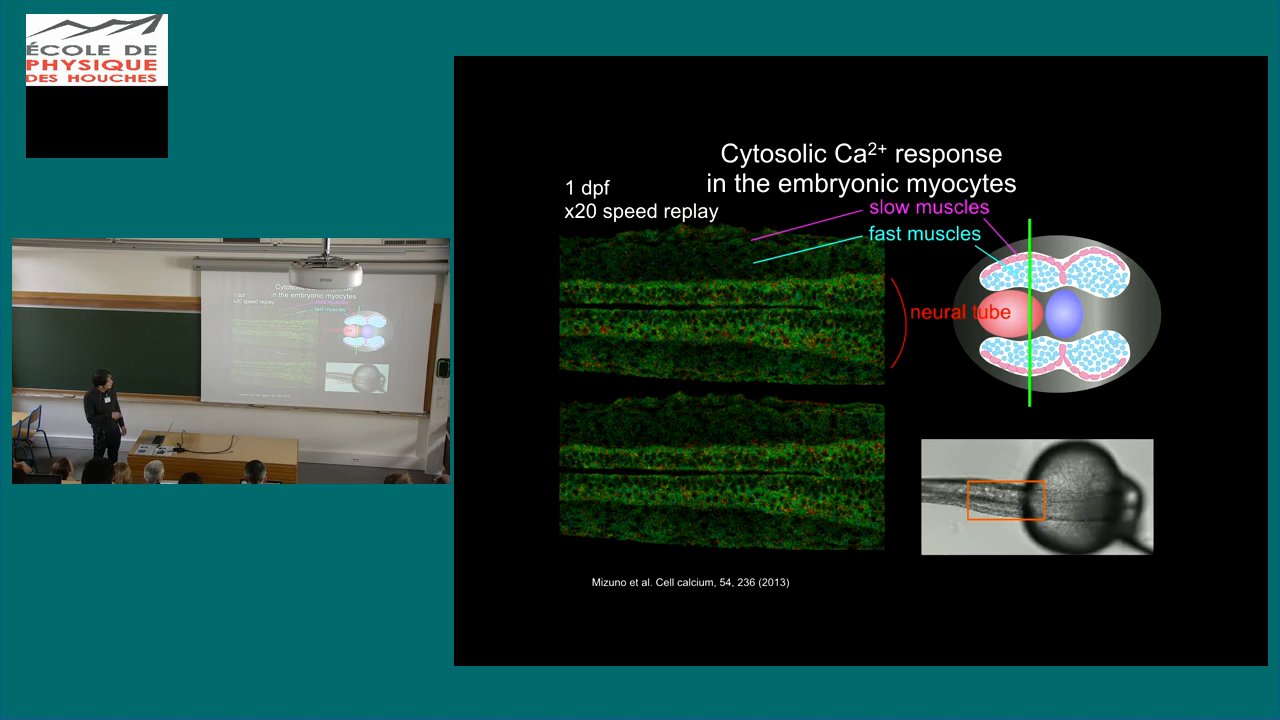 ÉCOLE DE
PHYSIQUE
DES HOUCHES
Cytosolic Ca²⁺ response
in the embryonic myocytes
1 dpf
x20 speed replay
slow muscles
fast muscles
neural tube
Mizuno et al. Cell calcium, 54, 236 (2013)